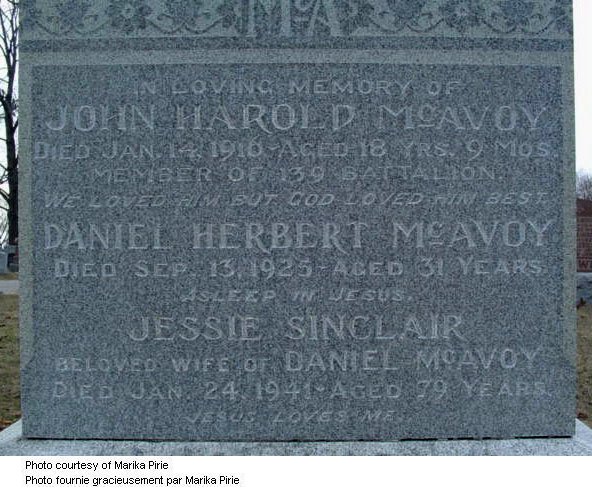 McA
IN LOVING MEMORY OF
JOHN HAROLD McAVOY
DIED JAN. 14, 1916 - AGED 18 YRS. 9 MOS.
MEMBER OF 139 BATTALION.
WE LOVED HIM BUT GOD LOVED HIM BEST.
DANIEL HERBERT McAVOY
DIED SEP. 13, 1925 - AGED 31 YEARS.
ASLEEP IN JESUS.
JESSIE SINCLAIR
BELOVED WIFE OF DANIEL McAVOY
DIED JAN. 24, 1941 - AGED 79 YEARS.
JESUS LOVES ME.
Photo courtesy of Marika Pirie
Photo fournie gracieusement par Marika Pirie